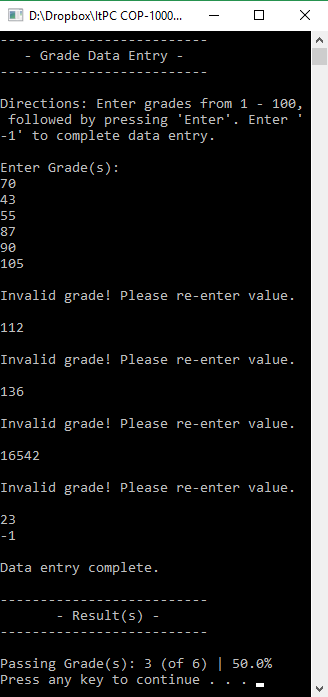 D:\Dropbox\ItPC COP-1000...
--------------------------
- Grade Data Entry -
--------------------------
Directions: Enter grades from 1 - 100,
followed by pressing 'Enter'. Enter '
-1' to complete data entry.
Enter Grade(s):
70
43
55
87
90
105
Invalid grade! Please re-enter value.
112
Invalid grade! Please re-enter value.
136
Invalid grade! Please re-enter value.
16542
Invalid grade! Please re-enter value.
23
-1
Data entry complete.
--------------------------
- Result(s) -
--------------------------
Passing Grade(s): 3 (of 6) | 50.0%
Press any key to continue . . .